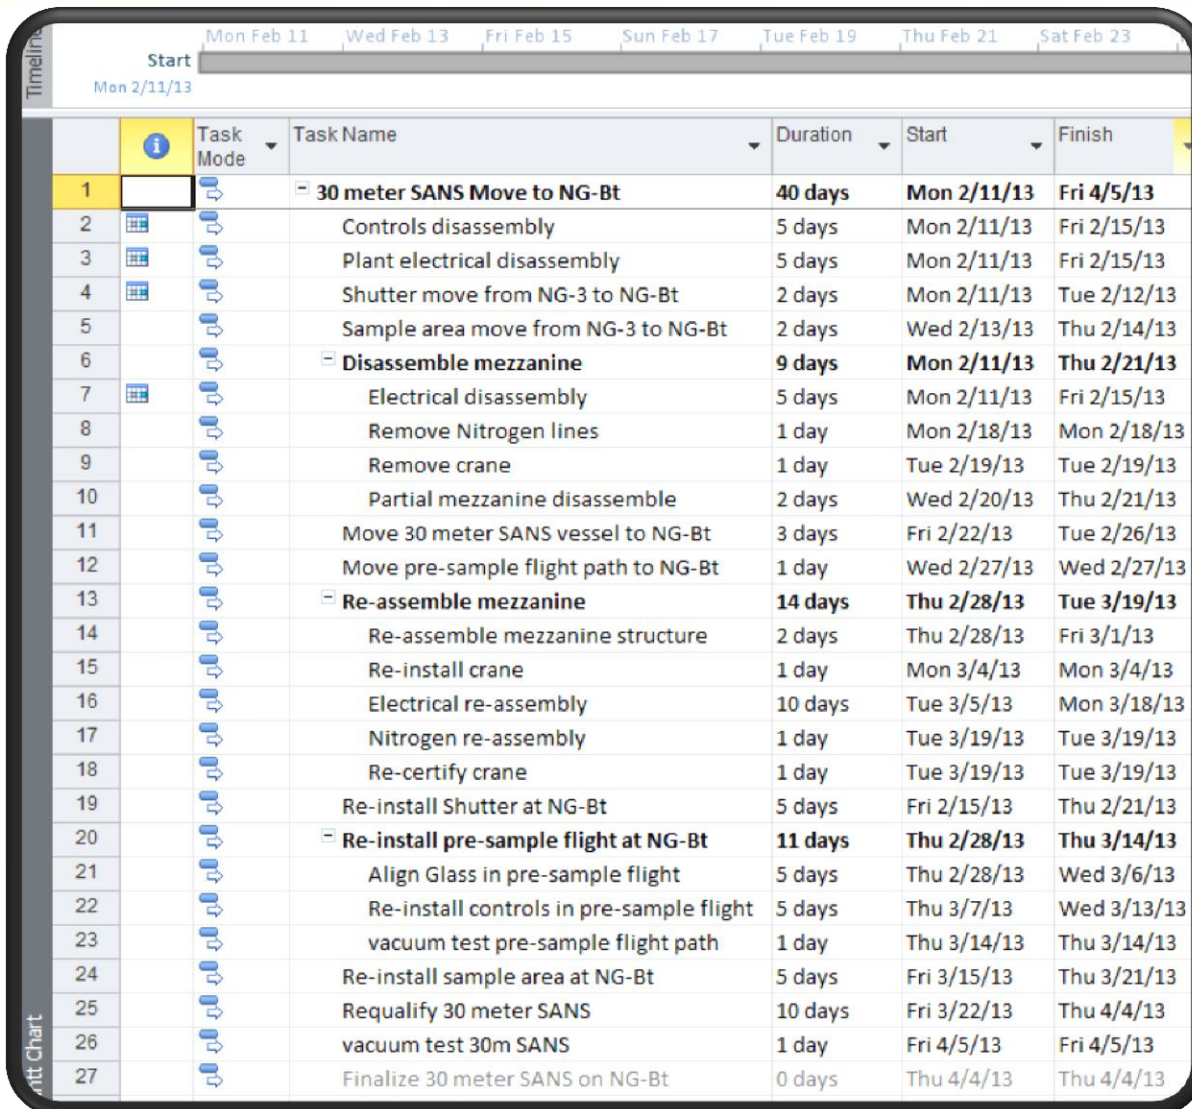 Timeline
Mon Feb 11 Wed Feb 13 Fri Feb 15 Sun Feb 17 Tue Feb 19 Thu Feb 21 Sat Feb 23
Start
Mon 2/11/13
Task Mode Task Name Duration Start Finish
1 30 meter SANS Move to NG-Bt 40 days Mon 2/11/13 Fri 4/5/13
2 Controls disassembly 5 days Mon 2/11/13 Fri 2/15/13
3 Plant electrical disassembly 5 days Mon 2/11/13 Fri 2/15/13
4 Shutter move from NG-3 to NG-Bt 2 days Mon 2/11/13 Tue 2/12/13
5 Sample area move from NG-3 to NG-Bt 2 days Wed 2/13/13 Thu 2/14/13
6 Disassemble mezzanine 9 days Mon 2/11/13 Thu 2/21/13
7 Electrical disassembly 5 days Mon 2/11/13 Fri 2/15/13
8 Remove Nitrogen lines 1 day Mon 2/18/13 Mon 2/18/13
9 Remove crane 1 day Tue 2/19/13 Tue 2/19/13
10 Partial mezzanine disassemble 2 days Wed 2/20/13 Thu 2/21/13
11 Move 30 meter SANS vessel to NG-Bt 3 days Fri 2/22/13 Tue 2/26/13
12 Move pre-sample flight path to NG-Bt 1 day Wed 2/27/13 Wed 2/27/13
13 Re-assemble mezzanine 14 days Thu 2/28/13 Tue 3/19/13
14 Re-assemble mezzanine structure 2 days Thu 2/28/13 Fri 3/1/13
15 Re-install crane 1 day Mon 3/4/13 Mon 3/4/13
16 Electrical re-assembly 10 days Tue 3/5/13 Mon 3/18/13
17 Nitrogen re-assembly 1 day Tue 3/19/13 Tue 3/19/13
18 Re-certify crane 1 day Tue 3/19/13 Tue 3/19/13
19 Re-install Shutter at NG-Bt 5 days Fri 2/15/13 Thu 2/21/13
20 Re-install pre-sample flight at NG-Bt 11 days Thu 2/28/13 Thu 3/14/13
21 Align Glass in pre-sample flight 5 days Thu 2/28/13 Wed 3/6/13
22 Re-install controls in pre-sample flight 5 days Thu 3/7/13 Wed 3/13/13
23 vacuum test pre-sample flight path 1 day Thu 3/14/13 Thu 3/14/13
24 Re-install sample area at NG-Bt 5 days Fri 3/15/13 Thu 3/21/13
25 Requalify 30 meter SANS 10 days Fri 3/22/13 Thu 4/4/13
26 vacuum test 30m SANS 1 day Fri 4/5/13 Fri 4/5/13
27 Finalize 30 meter SANS on NG-Bt 0 days Thu 4/4/13 Thu 4/4/13
Chart